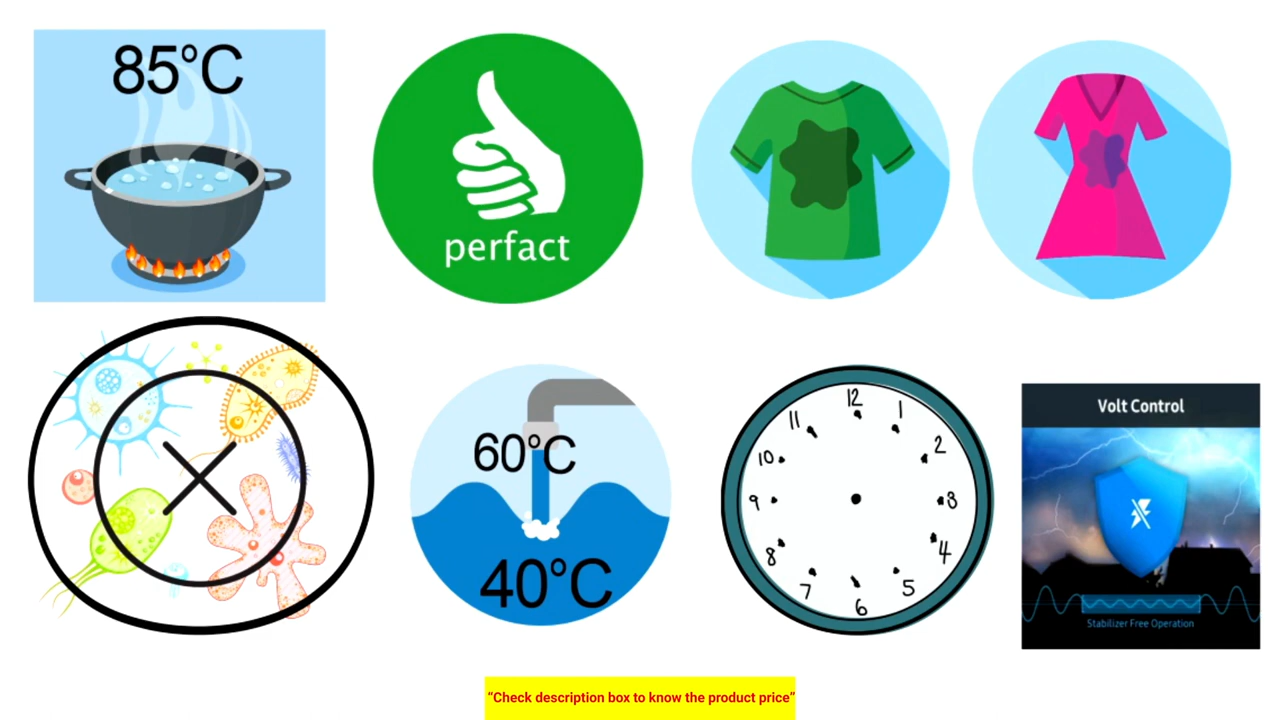 85°C
perfact
60°C
40°C
12
1
2
3
4
5
6
7
8
9
10
11
Volt Control
Stabilizer Free Operation
“Check description box to know the product price”